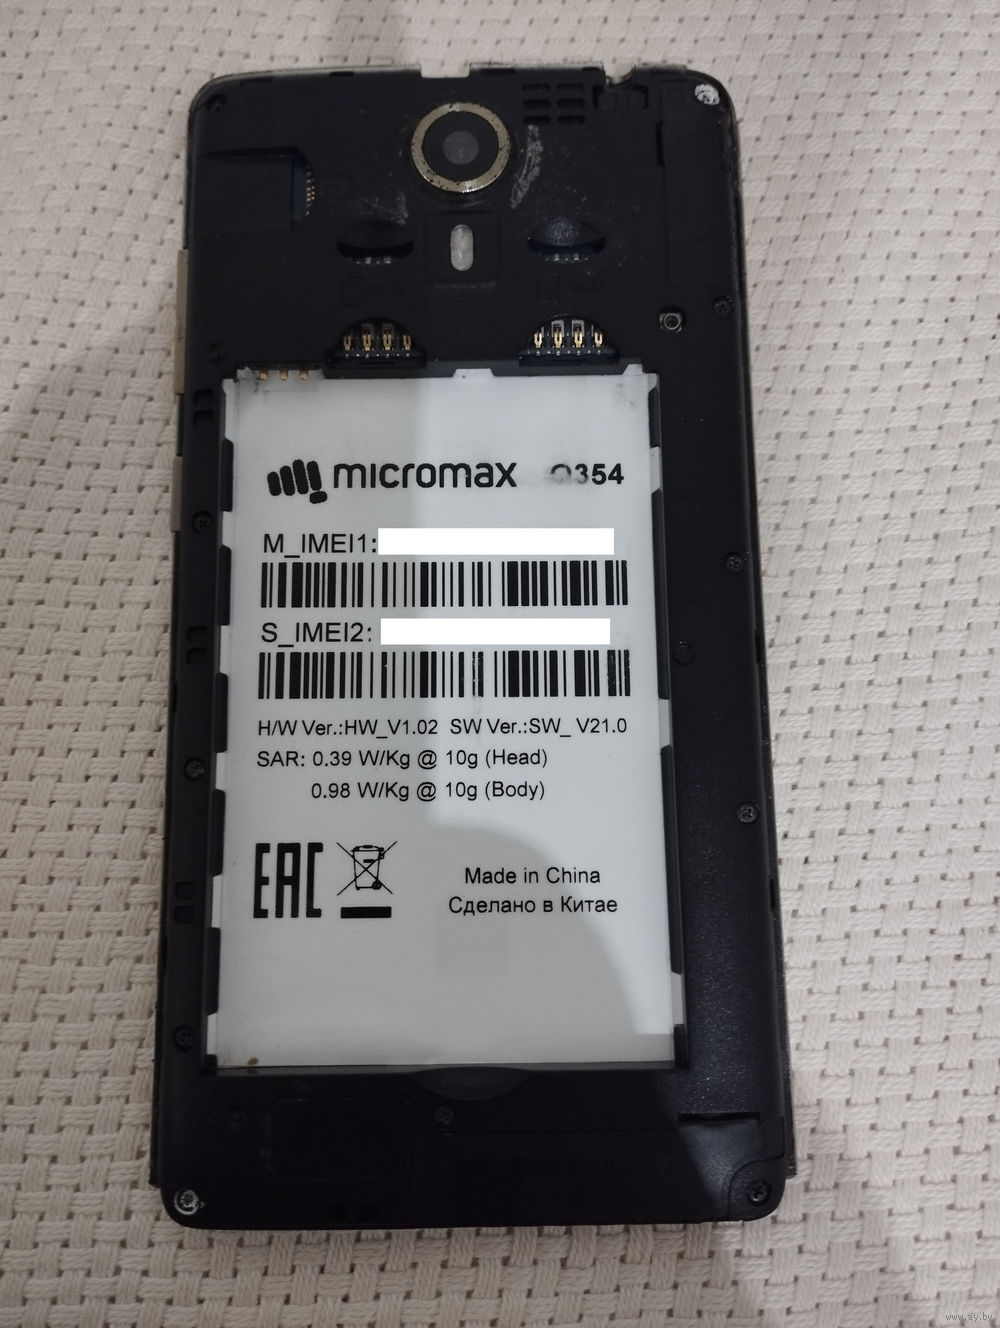 micromax Q354
M_IMEI1:
S_IMEI2:
H/W Ver.:HW_V1.02 SW Ver.:SW_ V21.0
SAR: 0.39 W/Kg @ 10g (Head)
0.98 W/Kg @ 10g (Body)
EAC
Made in China
Сделано в Китае
www.ay.by